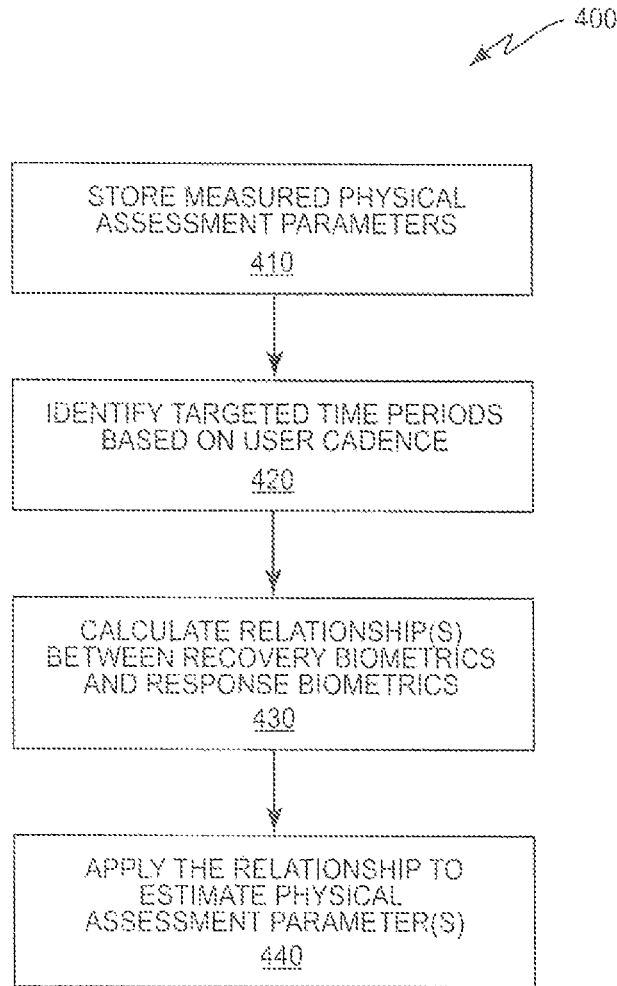 400
STORE MEASURED PHYSICAL
ASSESSMENT PARAMETERS
410
IDENTIFY TARGETED TIME PERIODS
BASED ON USER CADENCE
420
CALCULATE RELATIONSHIP(S)
BETWEEN RECOVERY BIOMETRICS
AND RESPONSE BIOMETRICS
430
APPLY THE RELATIONSHIP TO
ESTIMATE PHYSICAL
ASSESSMENT PARAMETER(S)
440